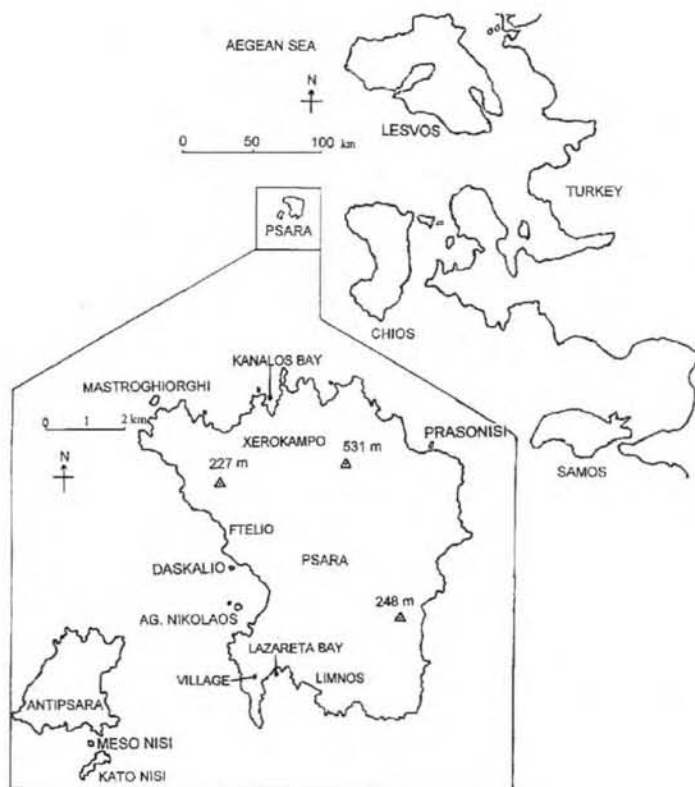 AEGEAN SEA
N
LESVOS
0 50 100 km
TURKEY
PSARA
CHIOS
KANALOS BAY
MASTROGHIORGHI
0 1 2 km
PRASONISI
XEROKAMPO
531 m
N
227 m
SAMOS
FTELIO
PSARA
DASKALIO
248 m
AG. NIKOLAOS
LAZARETA BAY
VILLAGE
LIMNOS
ANTIPSARA
MESO NISI
KATO NISI